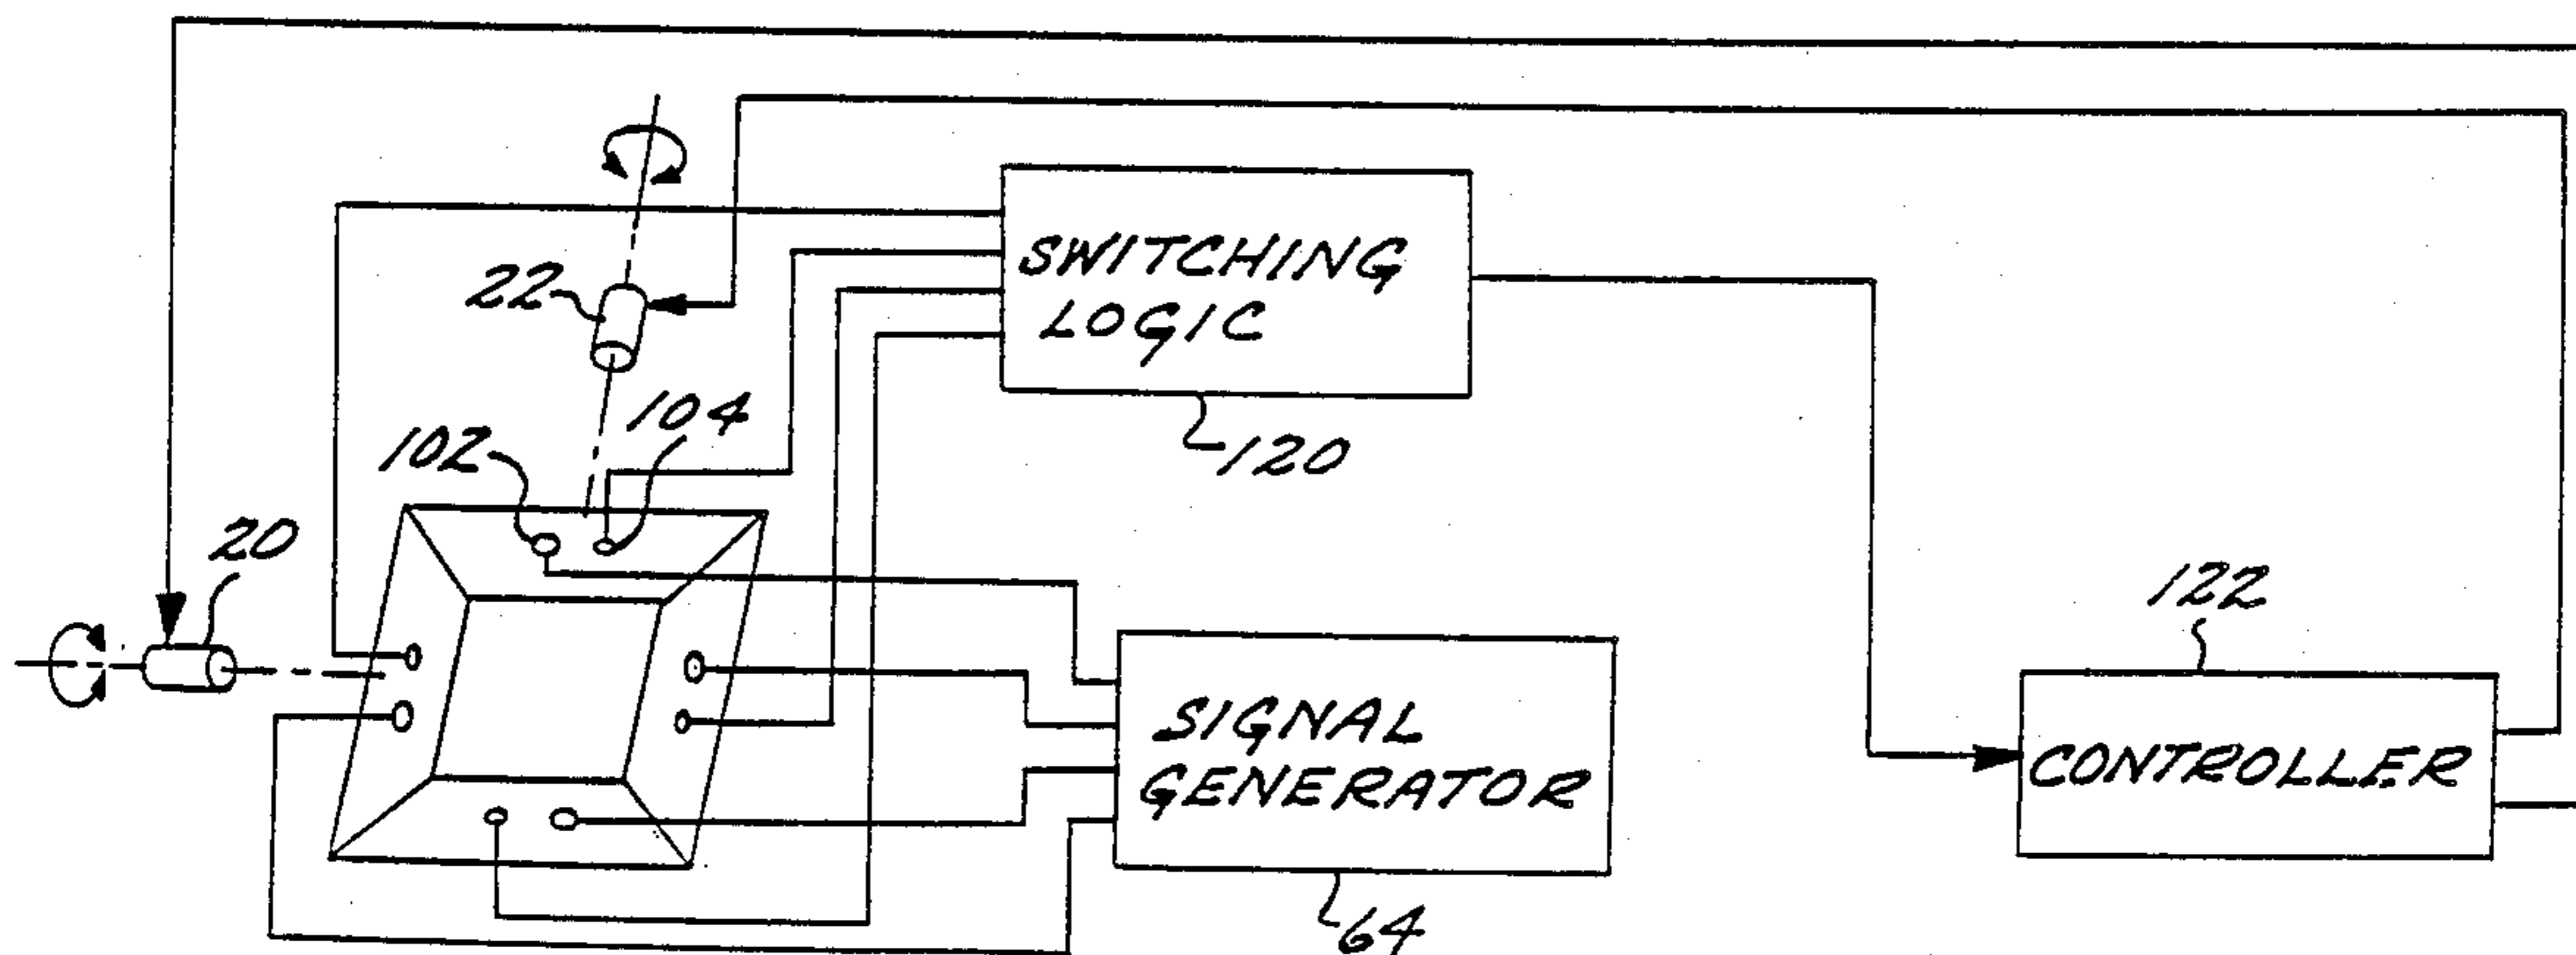 22
SWITCHING
LOGIC
104
102
120
20
122
SIGNAL
GENERATOR
CONTROLLER
64